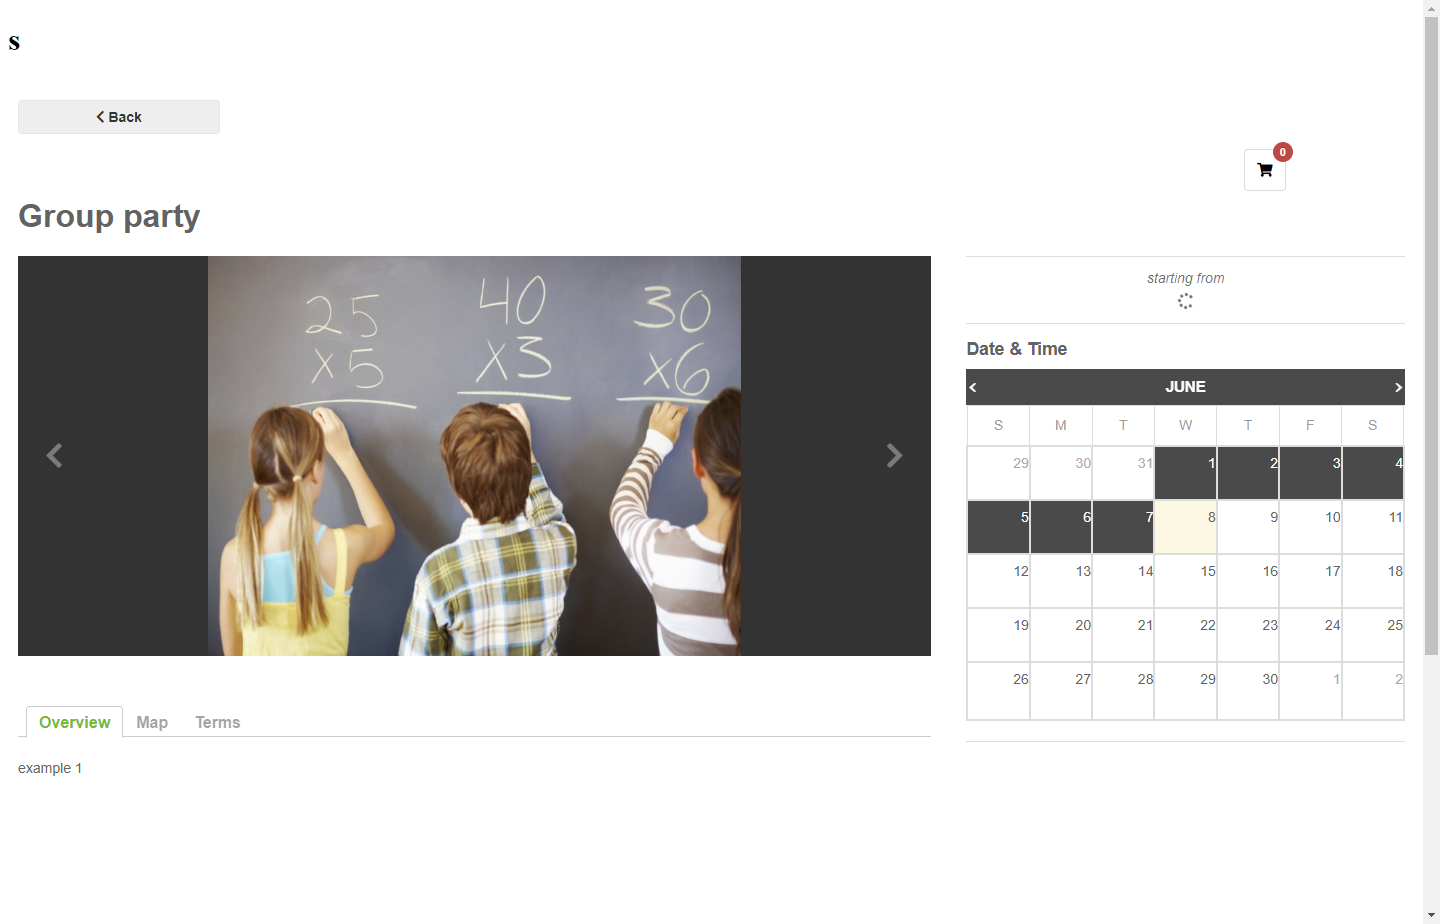 s
Back
0
Group party
25
x5
40
x3
30
x6
starting from
Date & Time
JUNE
S M T W T F S
29 30 31 1 2 3 4
5 6 7 8 9 10 11
12 13 14 15 16 17 18
19 20 21 22 23 24 25
26 27 28 29 30 1 2
Overview Map Terms
example 1